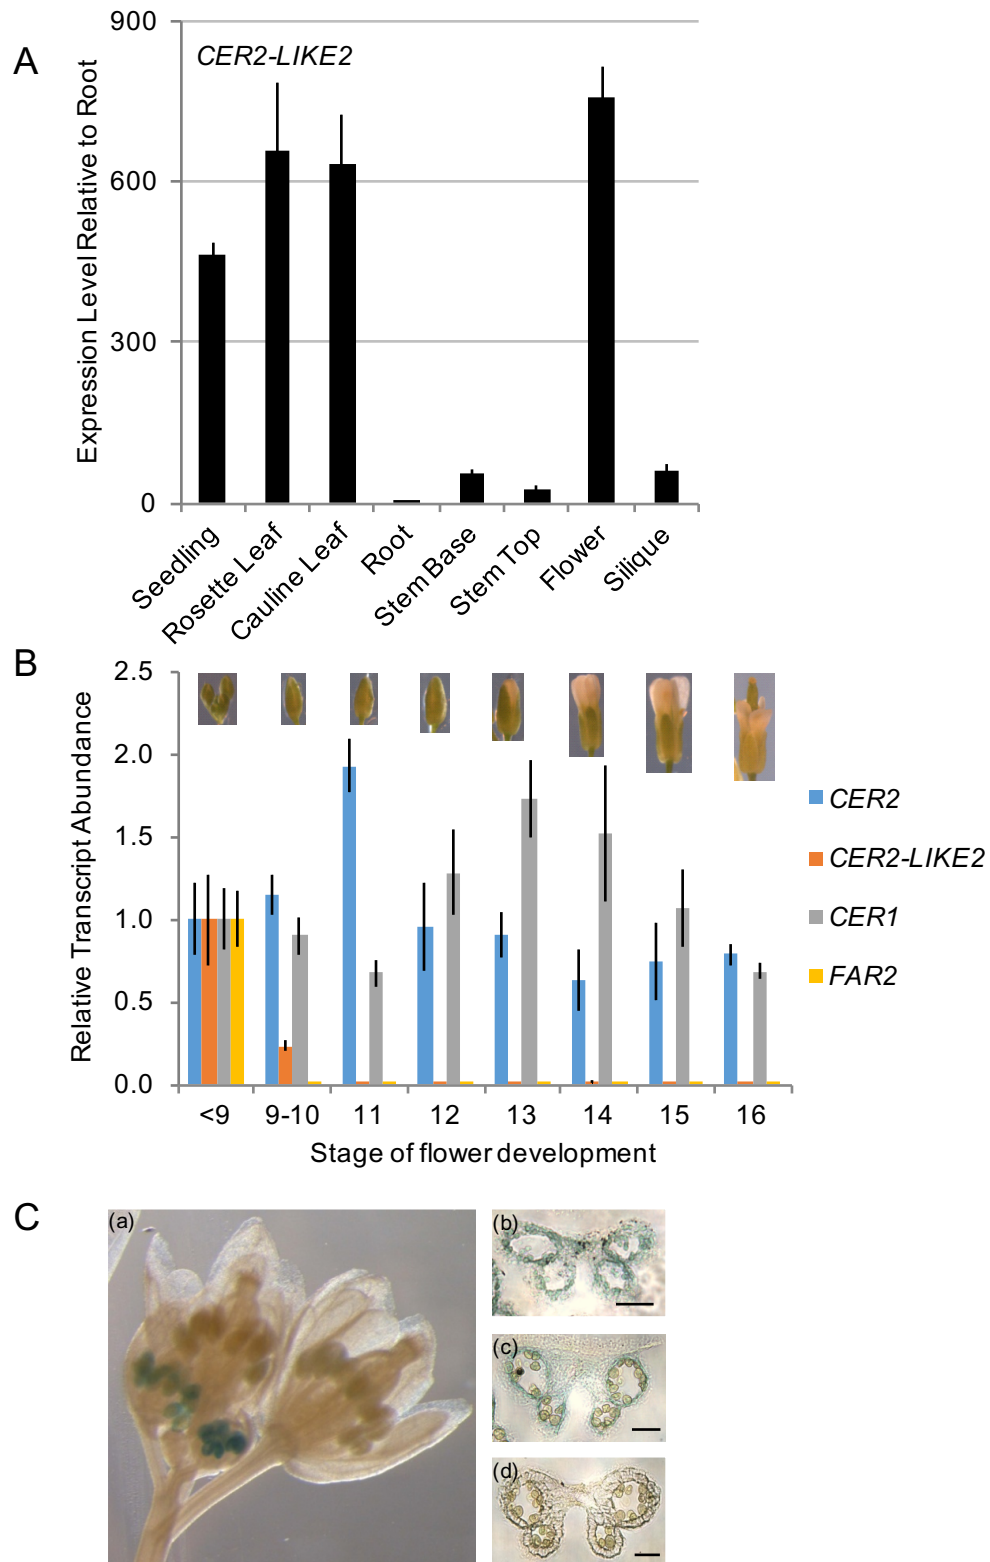 A
CER2-LIKE2
Expression Level Relative to Root
900
600
300
0
Seedling
Rosette Leaf
Cauline Leaf
Root
Stem Base
Stem Top
Flower
Silique
B
Relative Transcript Abundance
2.5
2.0
1.5
1.0
0.5
0.0
<9 9-10 11 12 13 14 15 16
Stage of flower development
CER2
CER2-LIKE2
CER1
FAR2
C
(a)
(b)
(c)
(d)